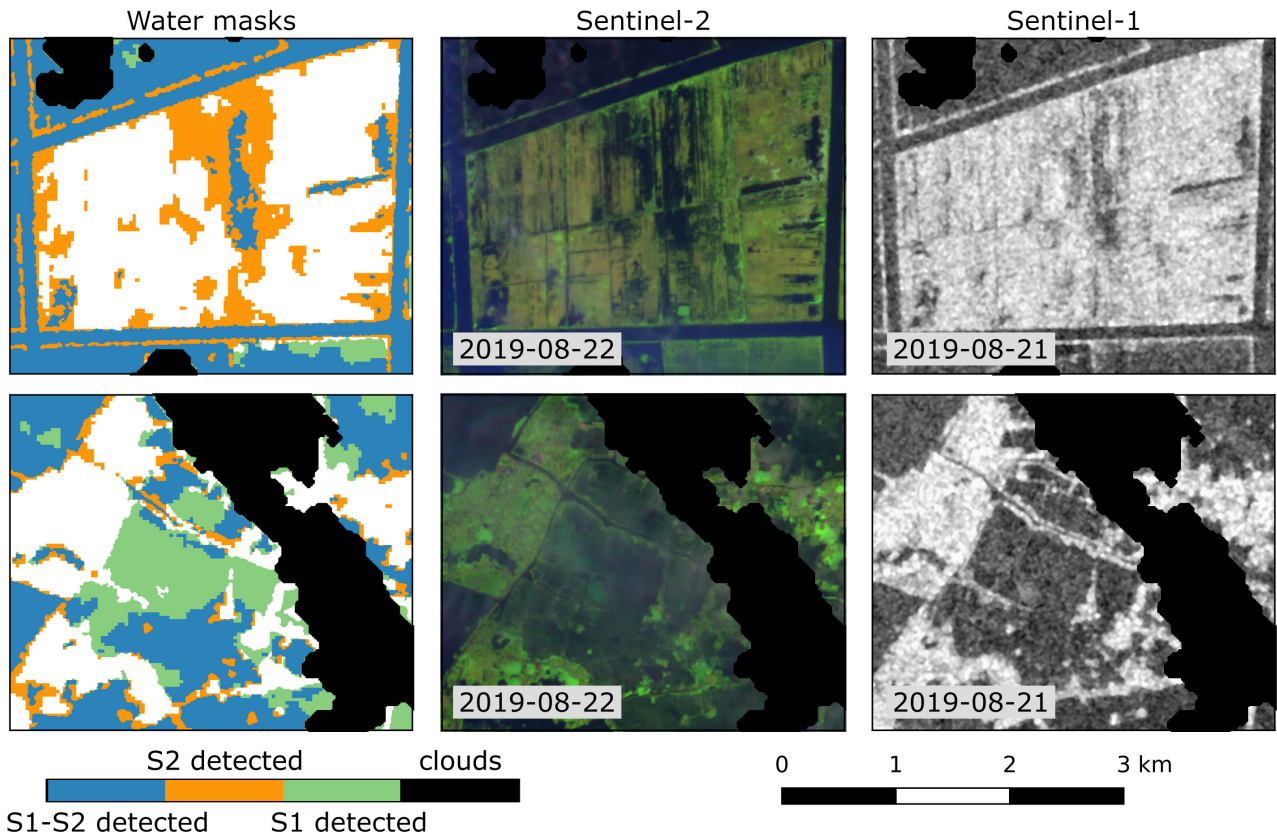 Water masks
Sentinel-2
Sentinel-1
2019-08-22
2019-08-21
2019-08-22
2019-08-21
S2 detected
clouds
S1-S2 detected
S1 detected
0
1
2
3 km